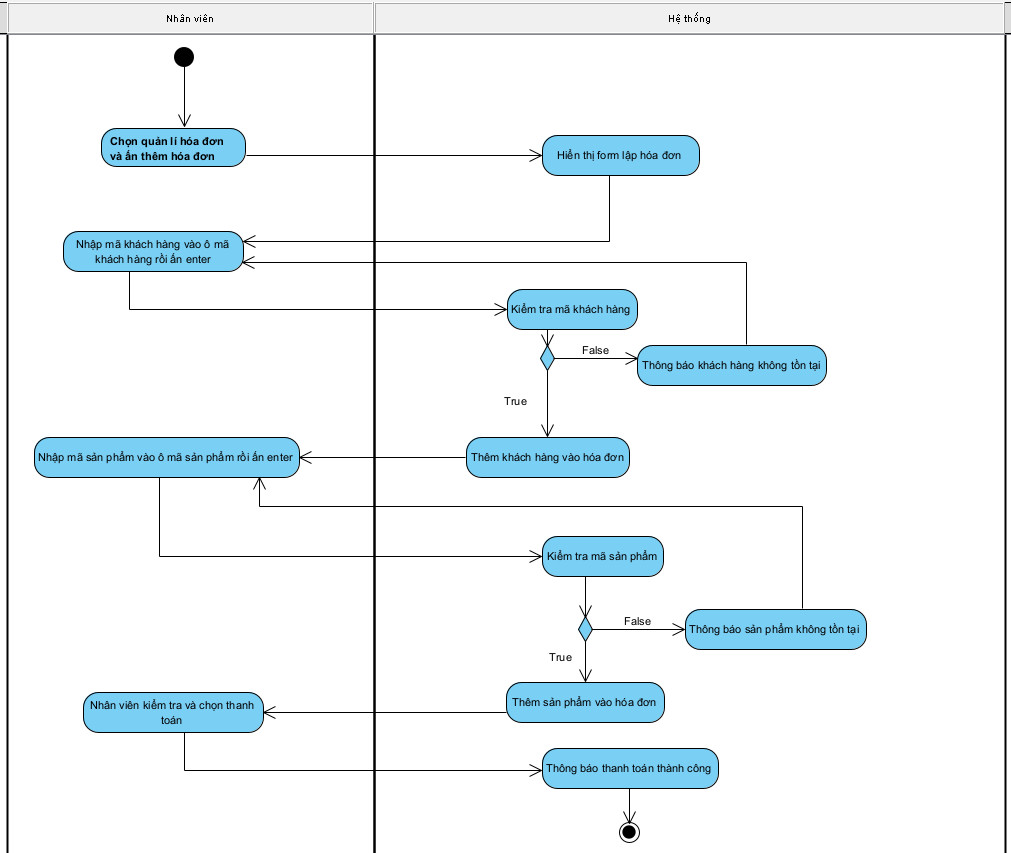 Nhân viên
Hệ thống
Chọn quản lí hóa đơn
và ấn thêm hóa đơn
Hiển thị form lập hóa đơn
Nhập mã khách hàng vào ô mã
khách hàng rồi ấn enter
Kiểm tra mã khách hàng
False
Thông báo khách hàng không tồn tại
True
Nhập mã sản phẩm vào ô mã sản phẩm rồi ấn enter
Thêm khách hàng vào hóa đơn
Kiểm tra mã sản phẩm
False
Thông báo sản phẩm không tồn tại
True
Thêm sản phẩm vào hóa đơn
Nhân viên kiểm tra và chọn thanh
toán
Thông báo thanh toán thành công